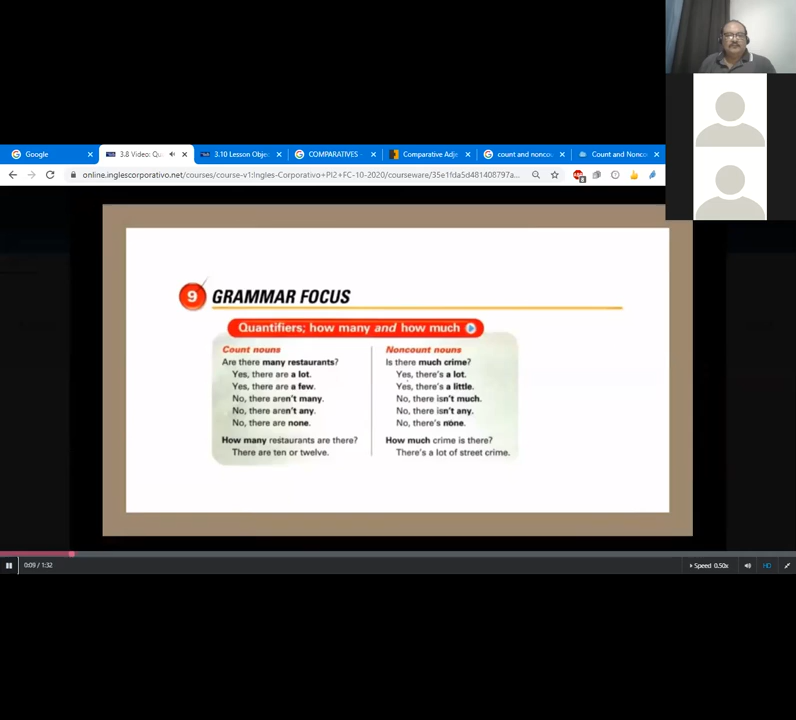 Google
3.8 Video: Qu
3.10 Lesson Obje
COMPARATIVES
Comparative Adje
count and nonco
Count and Nonc
online.inglescorporativo.net/courses/course-v1:Ingles-Corporativo+PI2+FC-10-2020/courseware/35e1fda5d481408797a...
9 GRAMMAR FOCUS
Quantifiers; how many and how much
Count nouns
Are there many restaurants?
Yes, there are a lot.
Yes, there are a few.
No, there aren't many.
No, there aren't any.
No, there are none.
How many restaurants are there?
There are ten or twelve.
Noncount nouns
Is there much crime?
Yes, there's a lot.
Yes, there's a little.
No, there isn't much.
No, there isn't any.
No, there's none.
How much crime is there?
There's a lot of street crime.
0:09 / 1:32
Speed 0.50x
HD